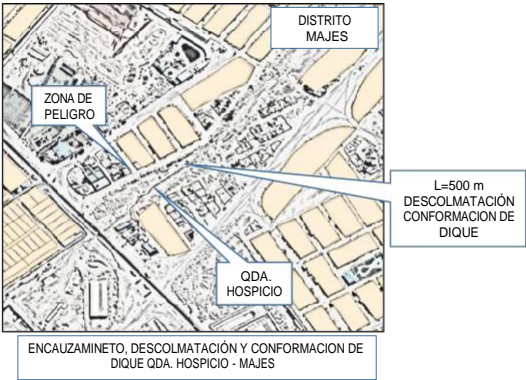 DISTRITO
MAJES
ZONA DE
PELIGRO
L=500 m
DESCOLMATACIÓN
CONFORMACION DE
DIQUE
QDA.
HOSPICIO
ENCAUZAMINETO, DESCOLMATACIÓN Y CONFORMACION DE
DIQUE QDA. HOSPICIO - MAJES